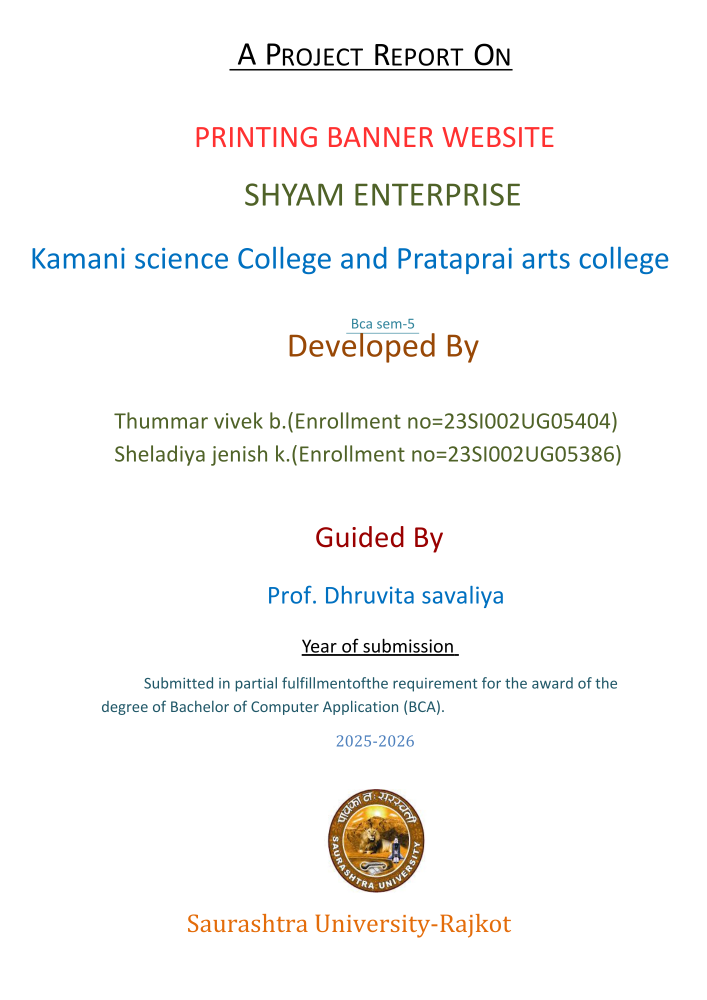 A PROJECT REPORT ON
PRINTING BANNER WEBSITE
SHYAM ENTERPRISE
Kamani science College and Prataprai arts college
Bca sem-5
Developed By
Thummar vivek b.(Enrollment no=23SI002UG05404)
Sheladiya jenish k.(Enrollment no=23SI002UG05386)
Guided By
Prof. Dhruvita savaliya
Year of submission
Submitted in partial fulfillmentofthe requirement for the award of the
degree of Bachelor of Computer Application (BCA).
2025-2026
पावका नः सरस्वती
SAURASHTRA UNIVERSITY
Saurashtra University-Rajkot